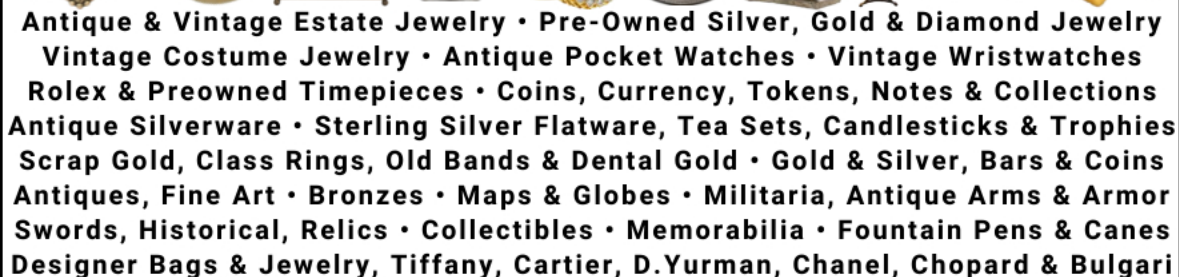 Antique & Vintage Estate Jewelry • Pre-Owned Silver, Gold & Diamond Jewelry
Vintage Costume Jewelry • Antique Pocket Watches • Vintage Wristwatches
Rolex & Preowned Timepieces • Coins, Currency, Tokens, Notes & Collections
Antique Silverware • Sterling Silver Flatware, Tea Sets, Candlesticks & Trophies
Scrap Gold, Class Rings, Old Bands & Dental Gold • Gold & Silver, Bars & Coins
Antiques, Fine Art • Bronzes • Maps & Globes • Militaria, Antique Arms & Armor
Swords, Historical, Relics • Collectibles • Memorabilia • Fountain Pens & Canes
Designer Bags & Jewelry, Tiffany, Cartier, D.Yurman, Chanel, Chopard & Bulgari